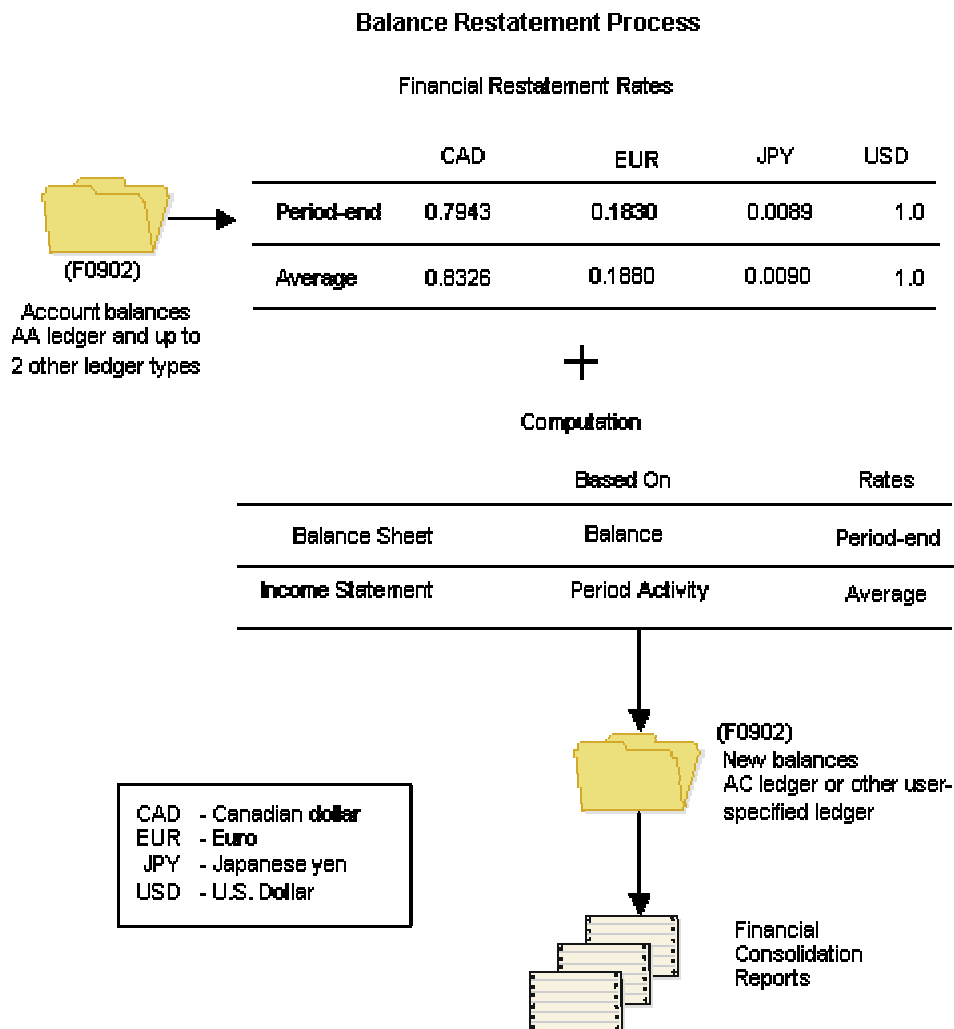 Balance Restatement Process
Financial Restatement Rates
CAD EUR JPY USD
Period-end 0.7943 0.1830 0.0089 1.0
Average 0.8326 0.1880 0.0090 1.0
(F0902)
Account balances
AA ledger and up to
2 other ledger types
+
Computation
Based On Rates
Balance Sheet Balance Period-end
Income Statement Period Activity Average
(F0902)
New balances
AC ledger or other user-
specified ledger
CAD - Canadian dollar
EUR - Euro
JPY - Japanese yen
USD - U.S. Dollar
Financial
Consolidation
Reports